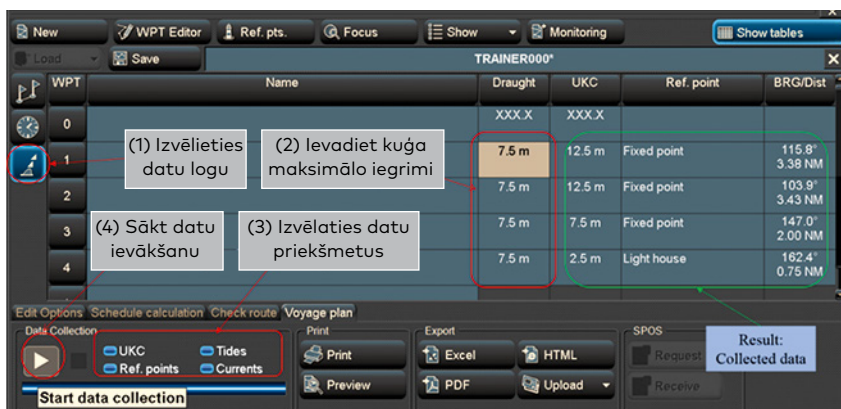 New WPT Editor Ref. pts. Focus Show Monitoring Show tables
Load Save TRAINER000*
WPT Name Draught UKC Ref. point BRG/Dist
0 XXX.X XXX.X
(1) Izvēlieties
datu logu
(2) Ievadiet kuģa
maksimālo iegrimi
1 7.5 m 12.5 m Fixed point 115.8°
3.38 NM
2 7.5 m 12.5 m Fixed point 103.9°
3.43 NM
(4) Sākt datu
ievākšanu
(3) Izvēlaties datu
priekšmetus
3 7.5 m 7.5 m Fixed point 147.0°
2.00 NM
4 7.5 m 2.5 m Light house 162.4°
0.75 NM
Edit Options Schedule calculation Check route Voyage plan
Data Collection Print Export SPOS
UKC Tides Print Excel HTML Request
Ref. points Currents Preview PDF Upload Receive
Result:
Collected data
Start data collection